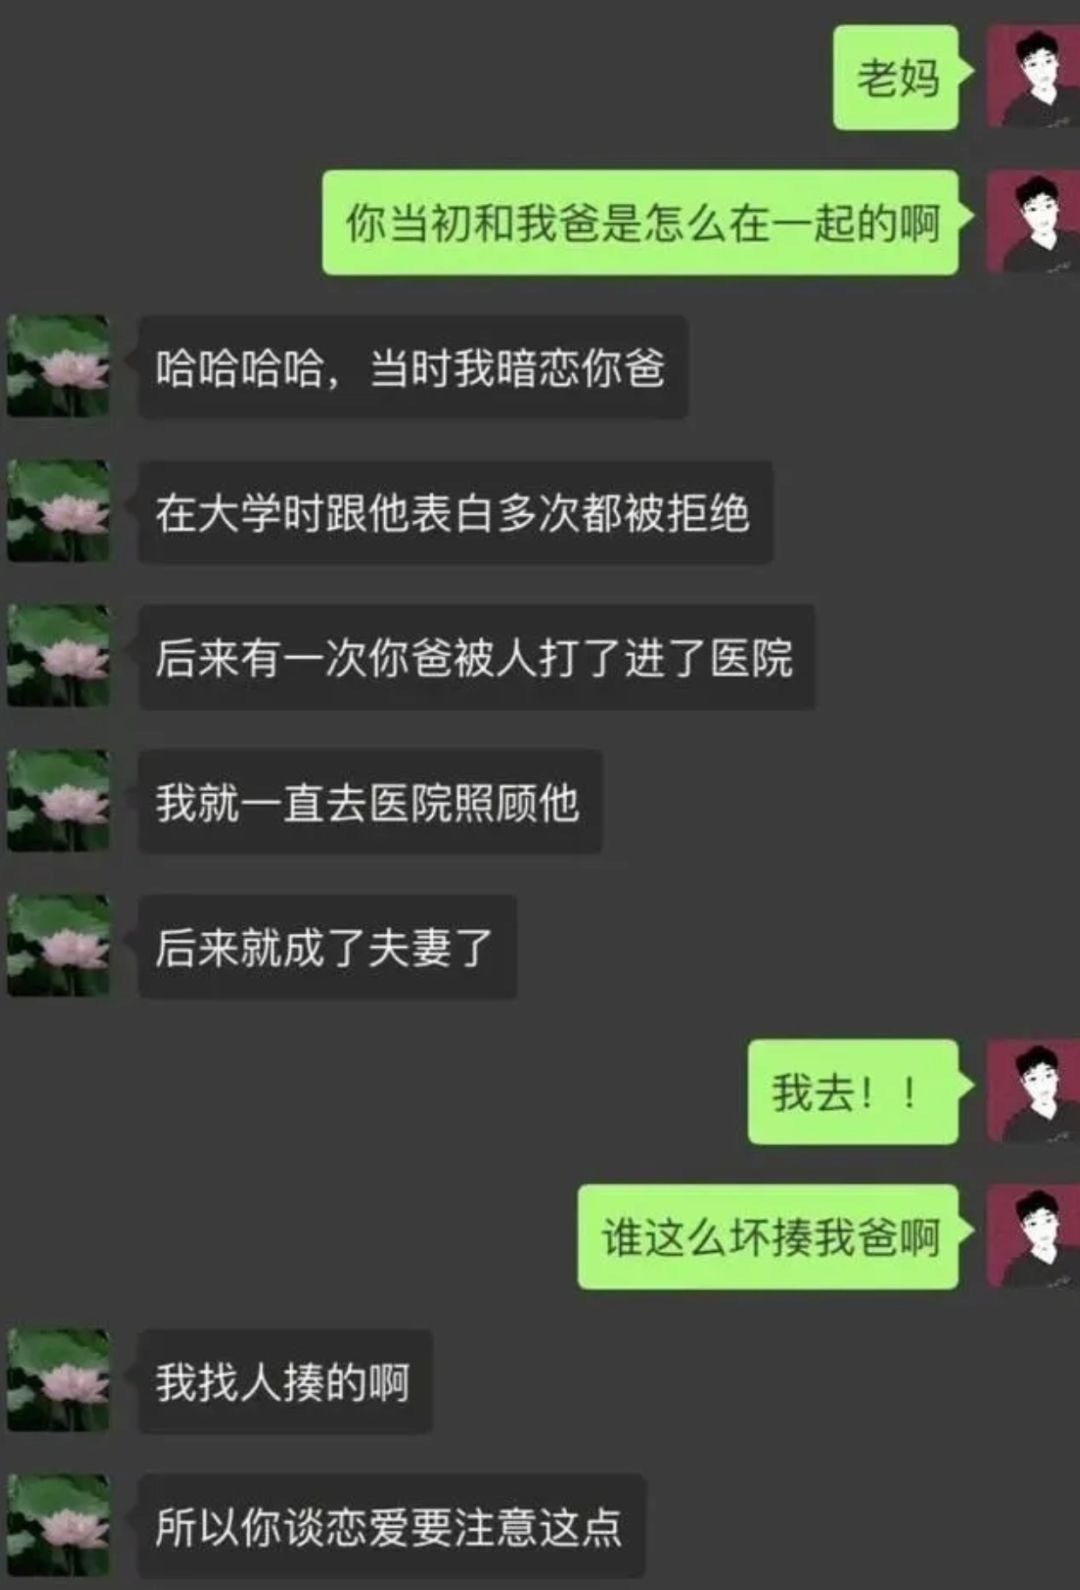 老妈
你当初和我爸是怎么在一起的啊
哈哈哈哈，当时我暗恋你爸
在大学时跟他表白多次都被拒绝
后来有一次你爸被人打了进了医院
我就一直去医院照顾他
后来就成了夫妻了
我去！！
谁这么坏揍我爸啊
我找人揍的啊
所以你谈恋爱要注意这点